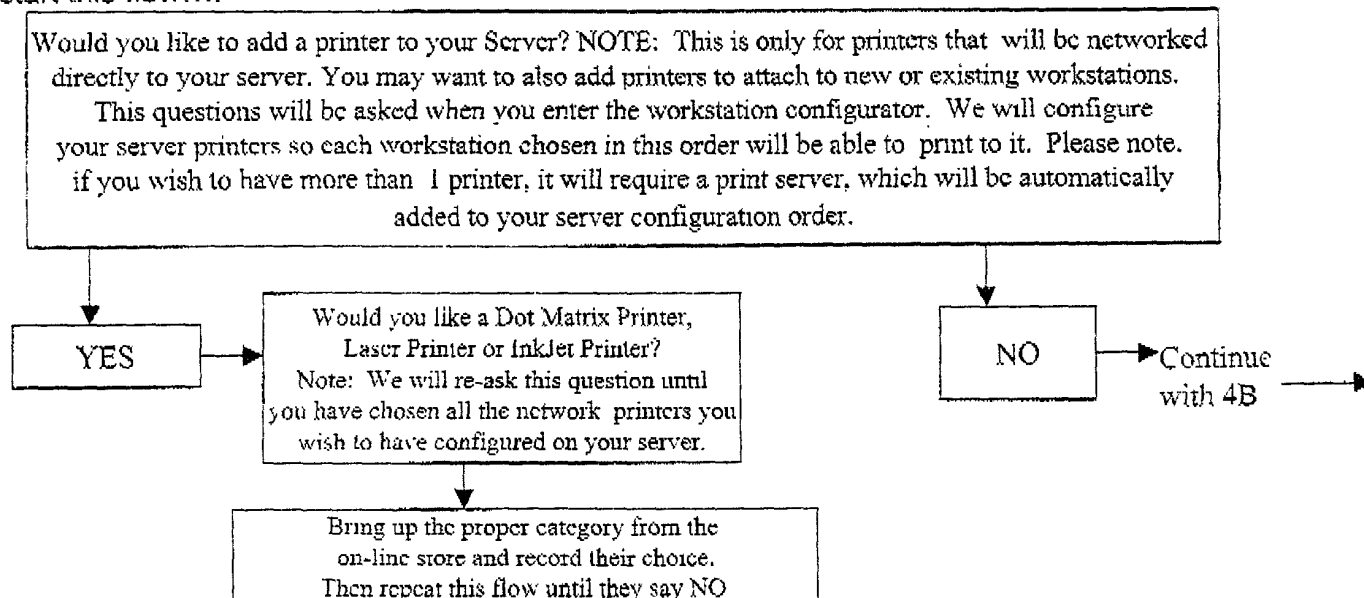 Would you like to add a printer to your Server? NOTE: This is only for printers that will be networked
directly to your server. You may want to also add printers to attach to new or existing workstations.
This questions will be asked when you enter the workstation configurator. We will configure
your server printers so each workstation chosen in this order will be able to print to it. Please note.
if you wish to have more than 1 printer, it will require a print server, which will be automatically
added to your server configuration order.
YES
Would you like a Dot Matrix Printer,
Laser Printer or InkJet Printer?
Note: We will re-ask this question until
you have chosen all the network printers you
wish to have configured on your server.
NO
Continue
with 4B
Bring up the proper category from the
on-line store and record their choice.
Then repeat this flow until they say NO